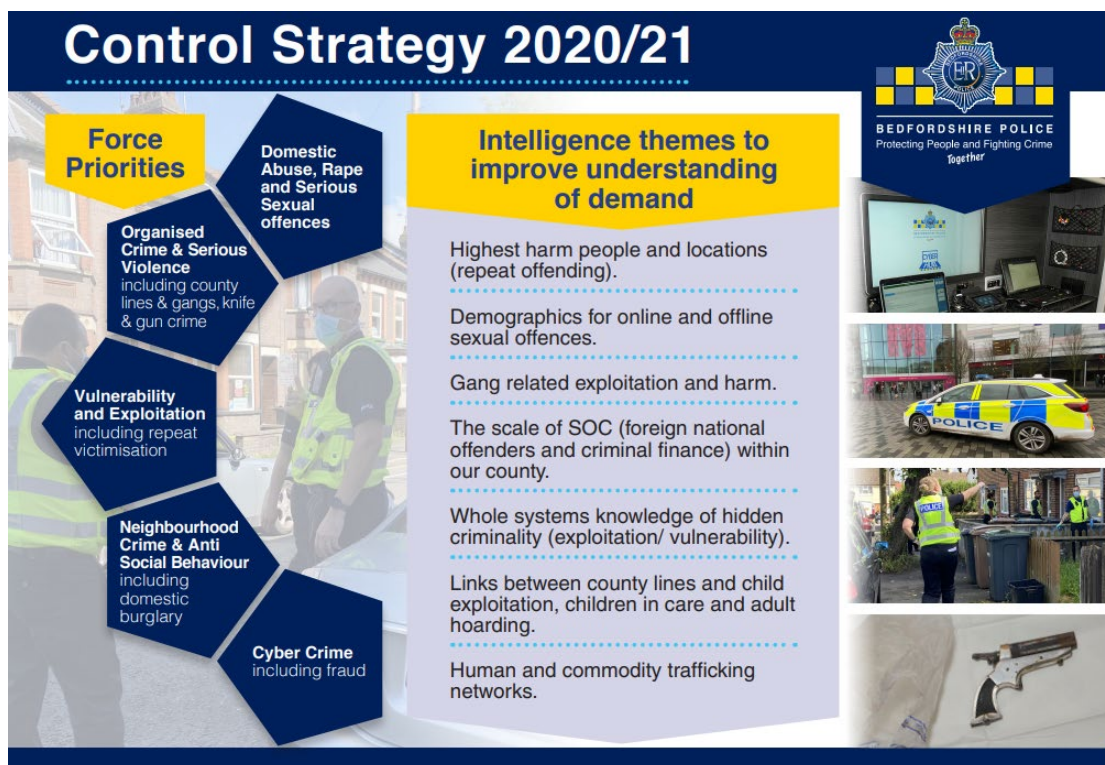 Control Strategy 2020/21
Force
Priorities
Domestic
Abuse, Rape
and Serious
Sexual
offences
Organised
Crime & Serious
Violence
including county
lines & gangs, knife
& gun crime
Vulnerability
and Exploitation
including repeat
victimisation
Neighbourhood
Crime & Anti
Social Behaviour
including
domestic
burglary
Cyber Crime
including fraud
Intelligence themes to
improve understanding
of demand
Highest harm people and locations
(repeat offending).
Demographics for online and offline
sexual offences.
Gang related exploitation and harm.
The scale of SOC (foreign national
offenders and criminal finance) within
our county.
Whole systems knowledge of hidden
criminality (exploitation/ vulnerability).
Links between county lines and child
exploitation, children in care and adult
hoarding.
Human and commodity trafficking
networks.
BEDFORDSHIRE POLICE
Protecting People and Fighting Crime
Together
CYBER
POLICE
POLICE